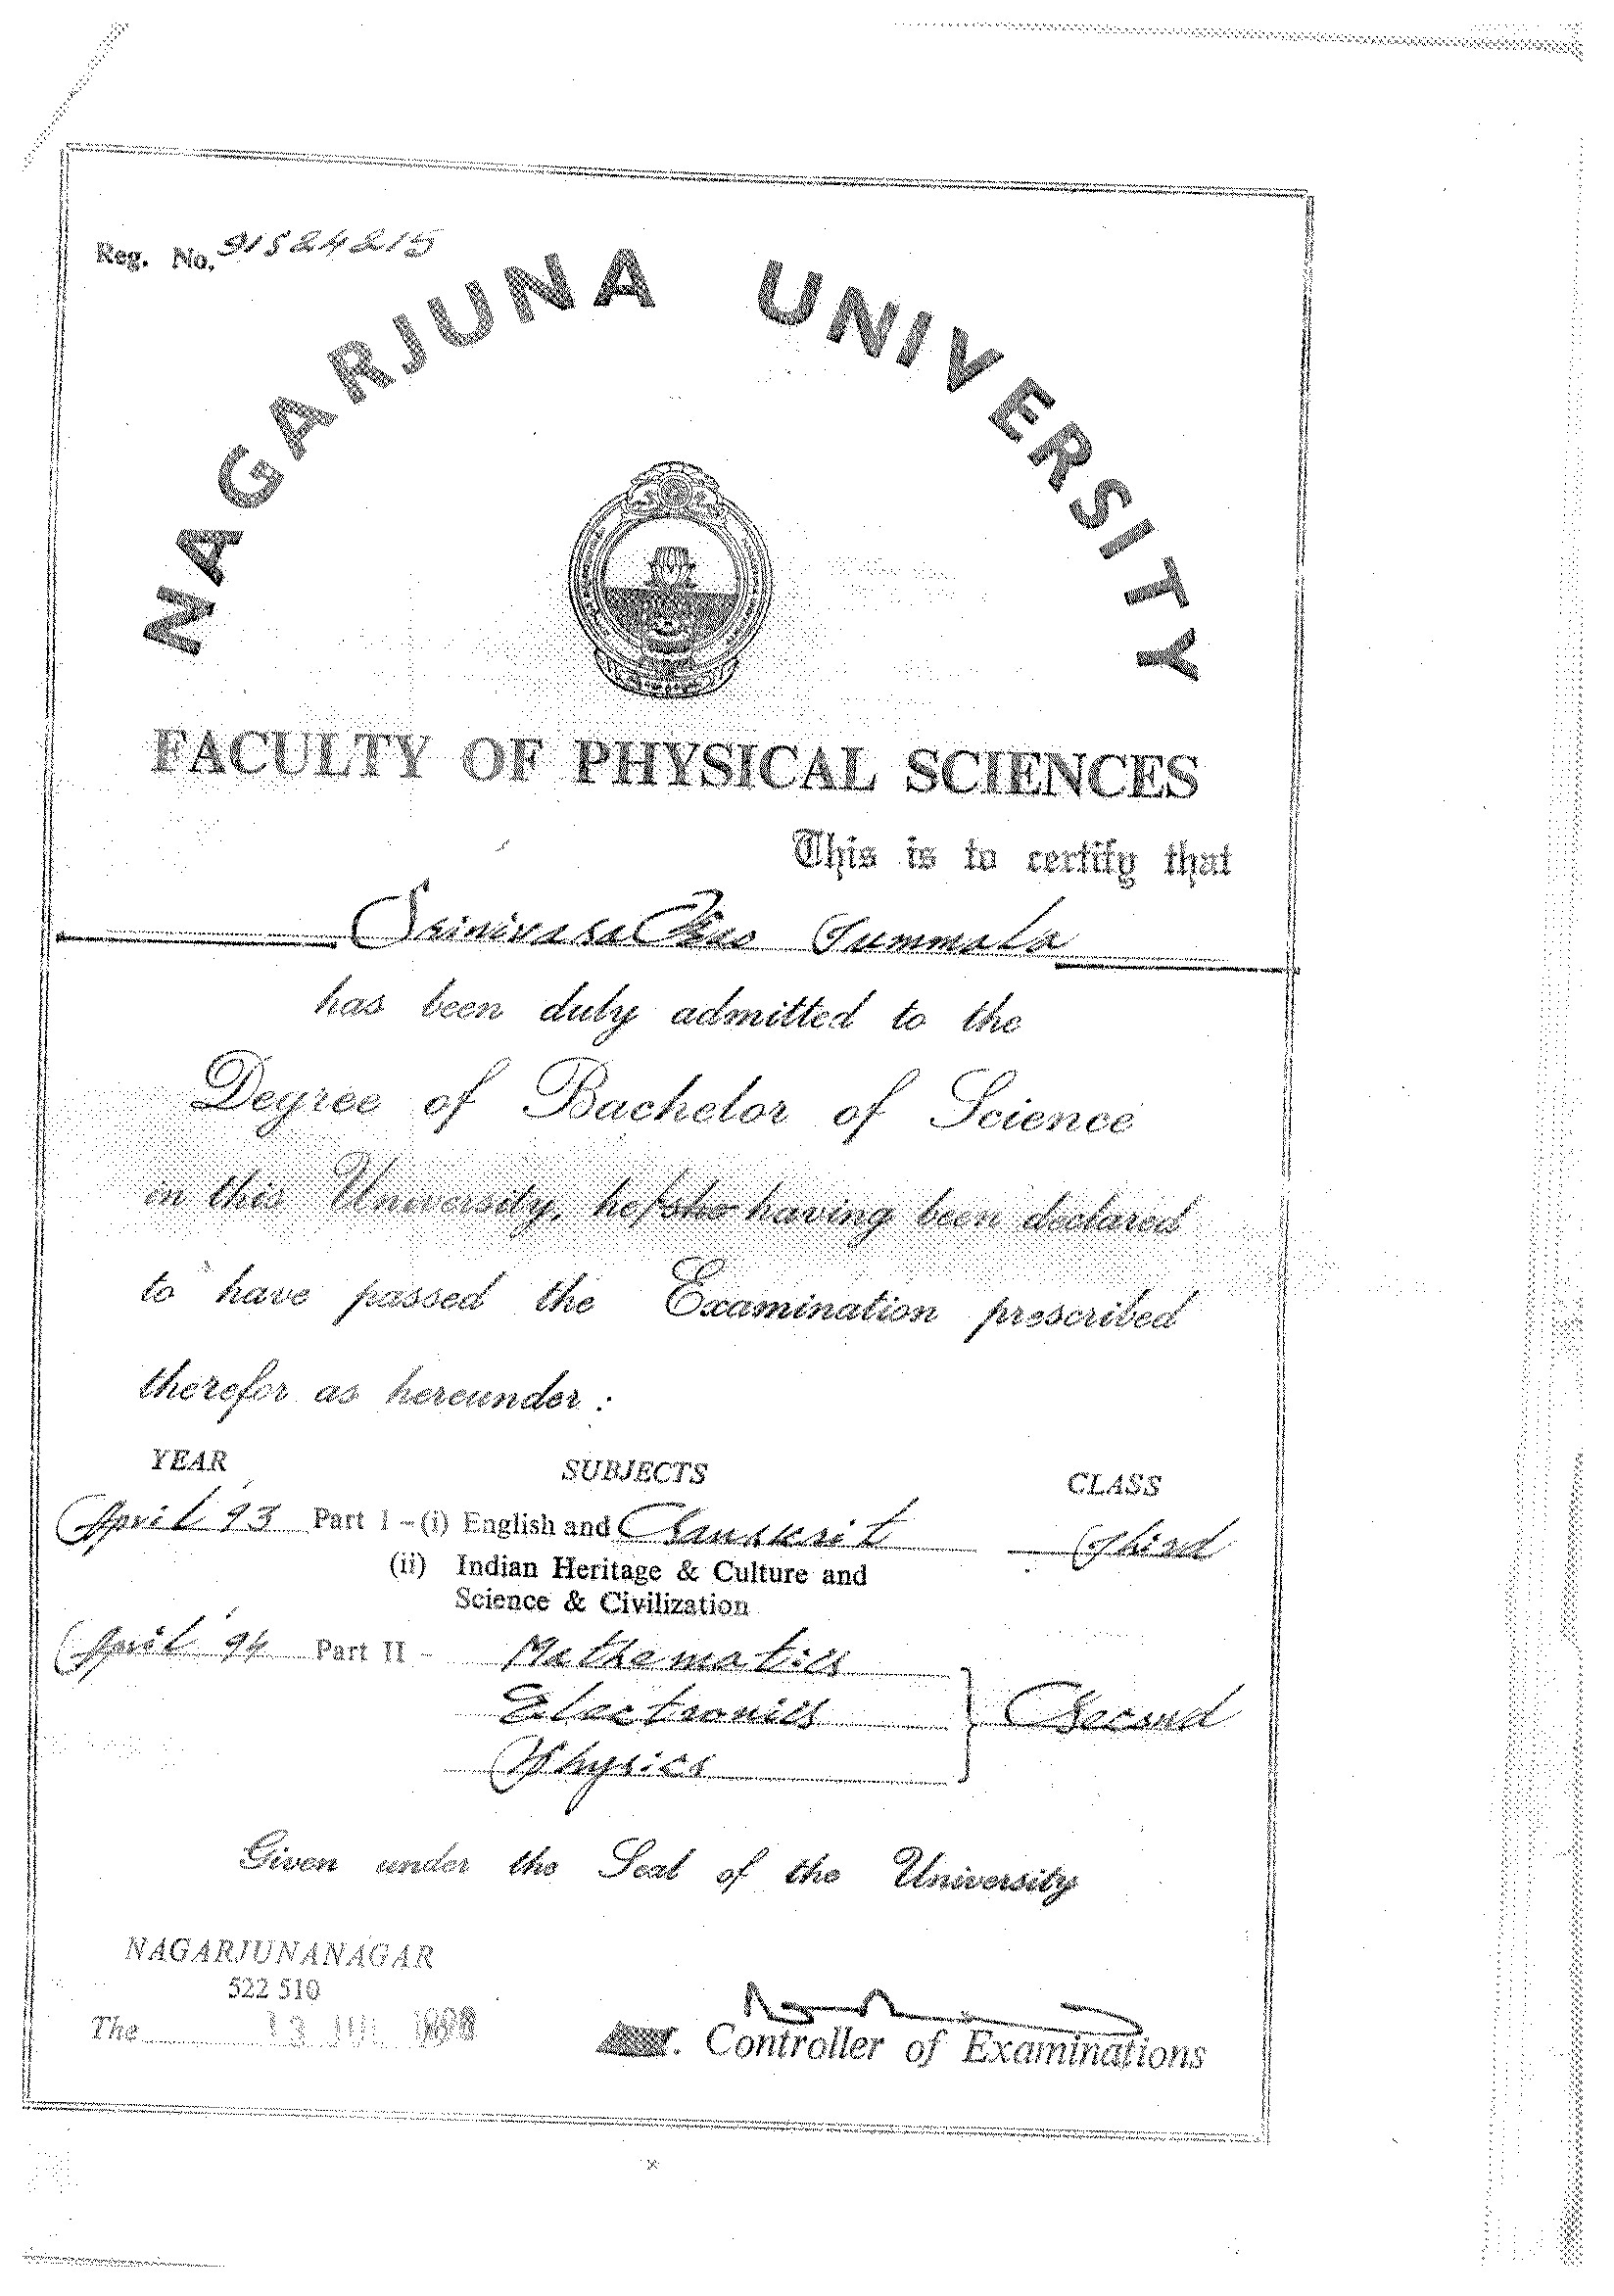 Reg. No. 91524215
NAGARJUNA UNIVERSITY
FACULTY OF PHYSICAL SCIENCES
This is to certify that
Srinivasa Rao Tummala
has been duly admitted to the
Degree of Bachelor of Science
in this University, he/she having been declared
to have passed the Examination prescribed
therefor as hereunder :
YEAR SUBJECTS CLASS
April '93 Part I - (i) English and Sanskrit Third
(ii) Indian Heritage & Culture and
Science & Civilization
April '94 Part II - Mathematics
Electronics Second
Physics
Given under the Seal of the University
NAGARJUNANAGAR
522 510
The 13 JUL
Controller of Examinations